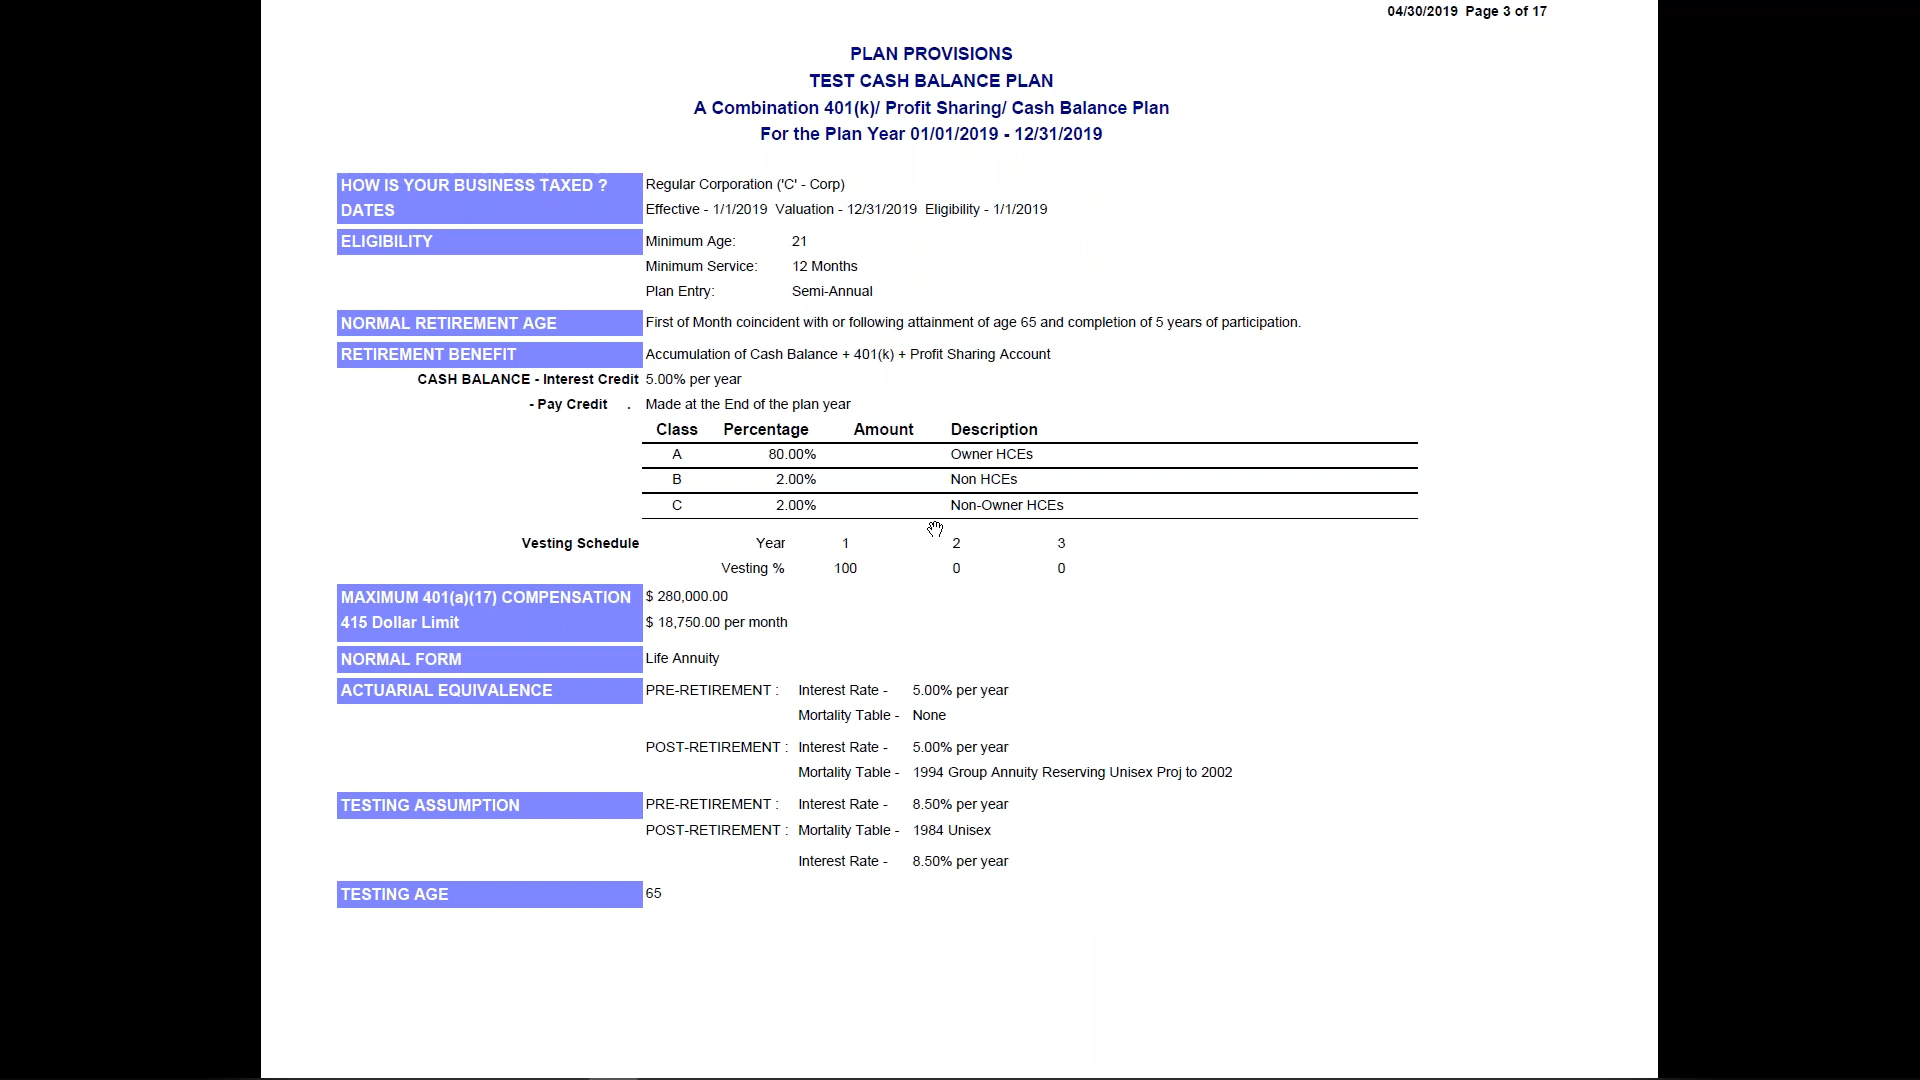 04/30/2019 Page 3 of 17
PLAN PROVISIONS
TEST CASH BALANCE PLAN
A Combination 401(k)/ Profit Sharing/ Cash Balance Plan
For the Plan Year 01/01/2019 - 12/31/2019
HOW IS YOUR BUSINESS TAXED ? Regular Corporation ('C' - Corp)
DATES Effective - 1/1/2019 Valuation - 12/31/2019 Eligibility - 1/1/2019
ELIGIBILITY Minimum Age: 21
Minimum Service: 12 Months
Plan Entry: Semi-Annual
NORMAL RETIREMENT AGE First of Month coincident with or following attainment of age 65 and completion of 5 years of participation.
RETIREMENT BENEFIT Accumulation of Cash Balance + 401(k) + Profit Sharing Account
CASH BALANCE - Interest Credit 5.00% per year
- Pay Credit . Made at the End of the plan year
Class Percentage Amount Description
A 80.00% Owner HCEs
B 2.00% Non HCEs
C 2.00% Non-Owner HCEs
Vesting Schedule Year 1 2 3
Vesting % 100 0 0
MAXIMUM 401(a)(17) COMPENSATION $ 280,000.00
415 Dollar Limit $ 18,750.00 per month
NORMAL FORM Life Annuity
ACTUARIAL EQUIVALENCE PRE-RETIREMENT : Interest Rate - 5.00% per year
Mortality Table - None
POST-RETIREMENT : Interest Rate - 5.00% per year
Mortality Table - 1994 Group Annuity Reserving Unisex Proj to 2002
TESTING ASSUMPTION PRE-RETIREMENT : Interest Rate - 8.50% per year
POST-RETIREMENT : Mortality Table - 1984 Unisex
Interest Rate - 8.50% per year
TESTING AGE 65